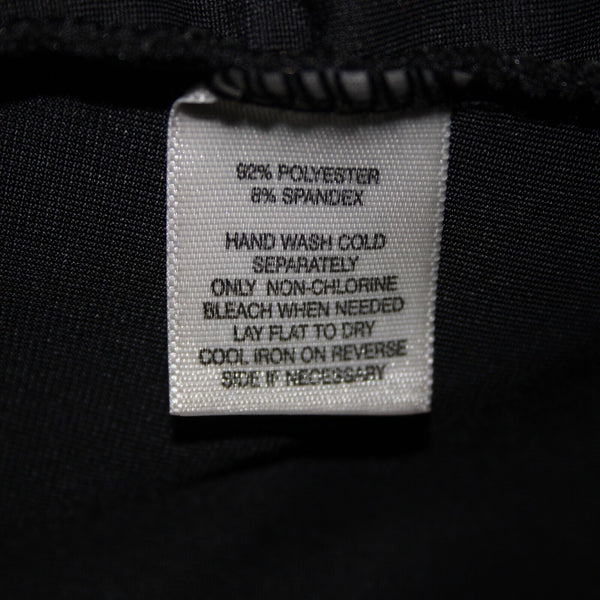 92% POLYESTER
8% SPANDEX
HAND WASH COLD
SEPARATELY
ONLY NON-CHLORINE
BLEACH WHEN NEEDED
LAY FLAT TO DRY
COOL IRON ON REVERSE
SIDE IF NECESSARY